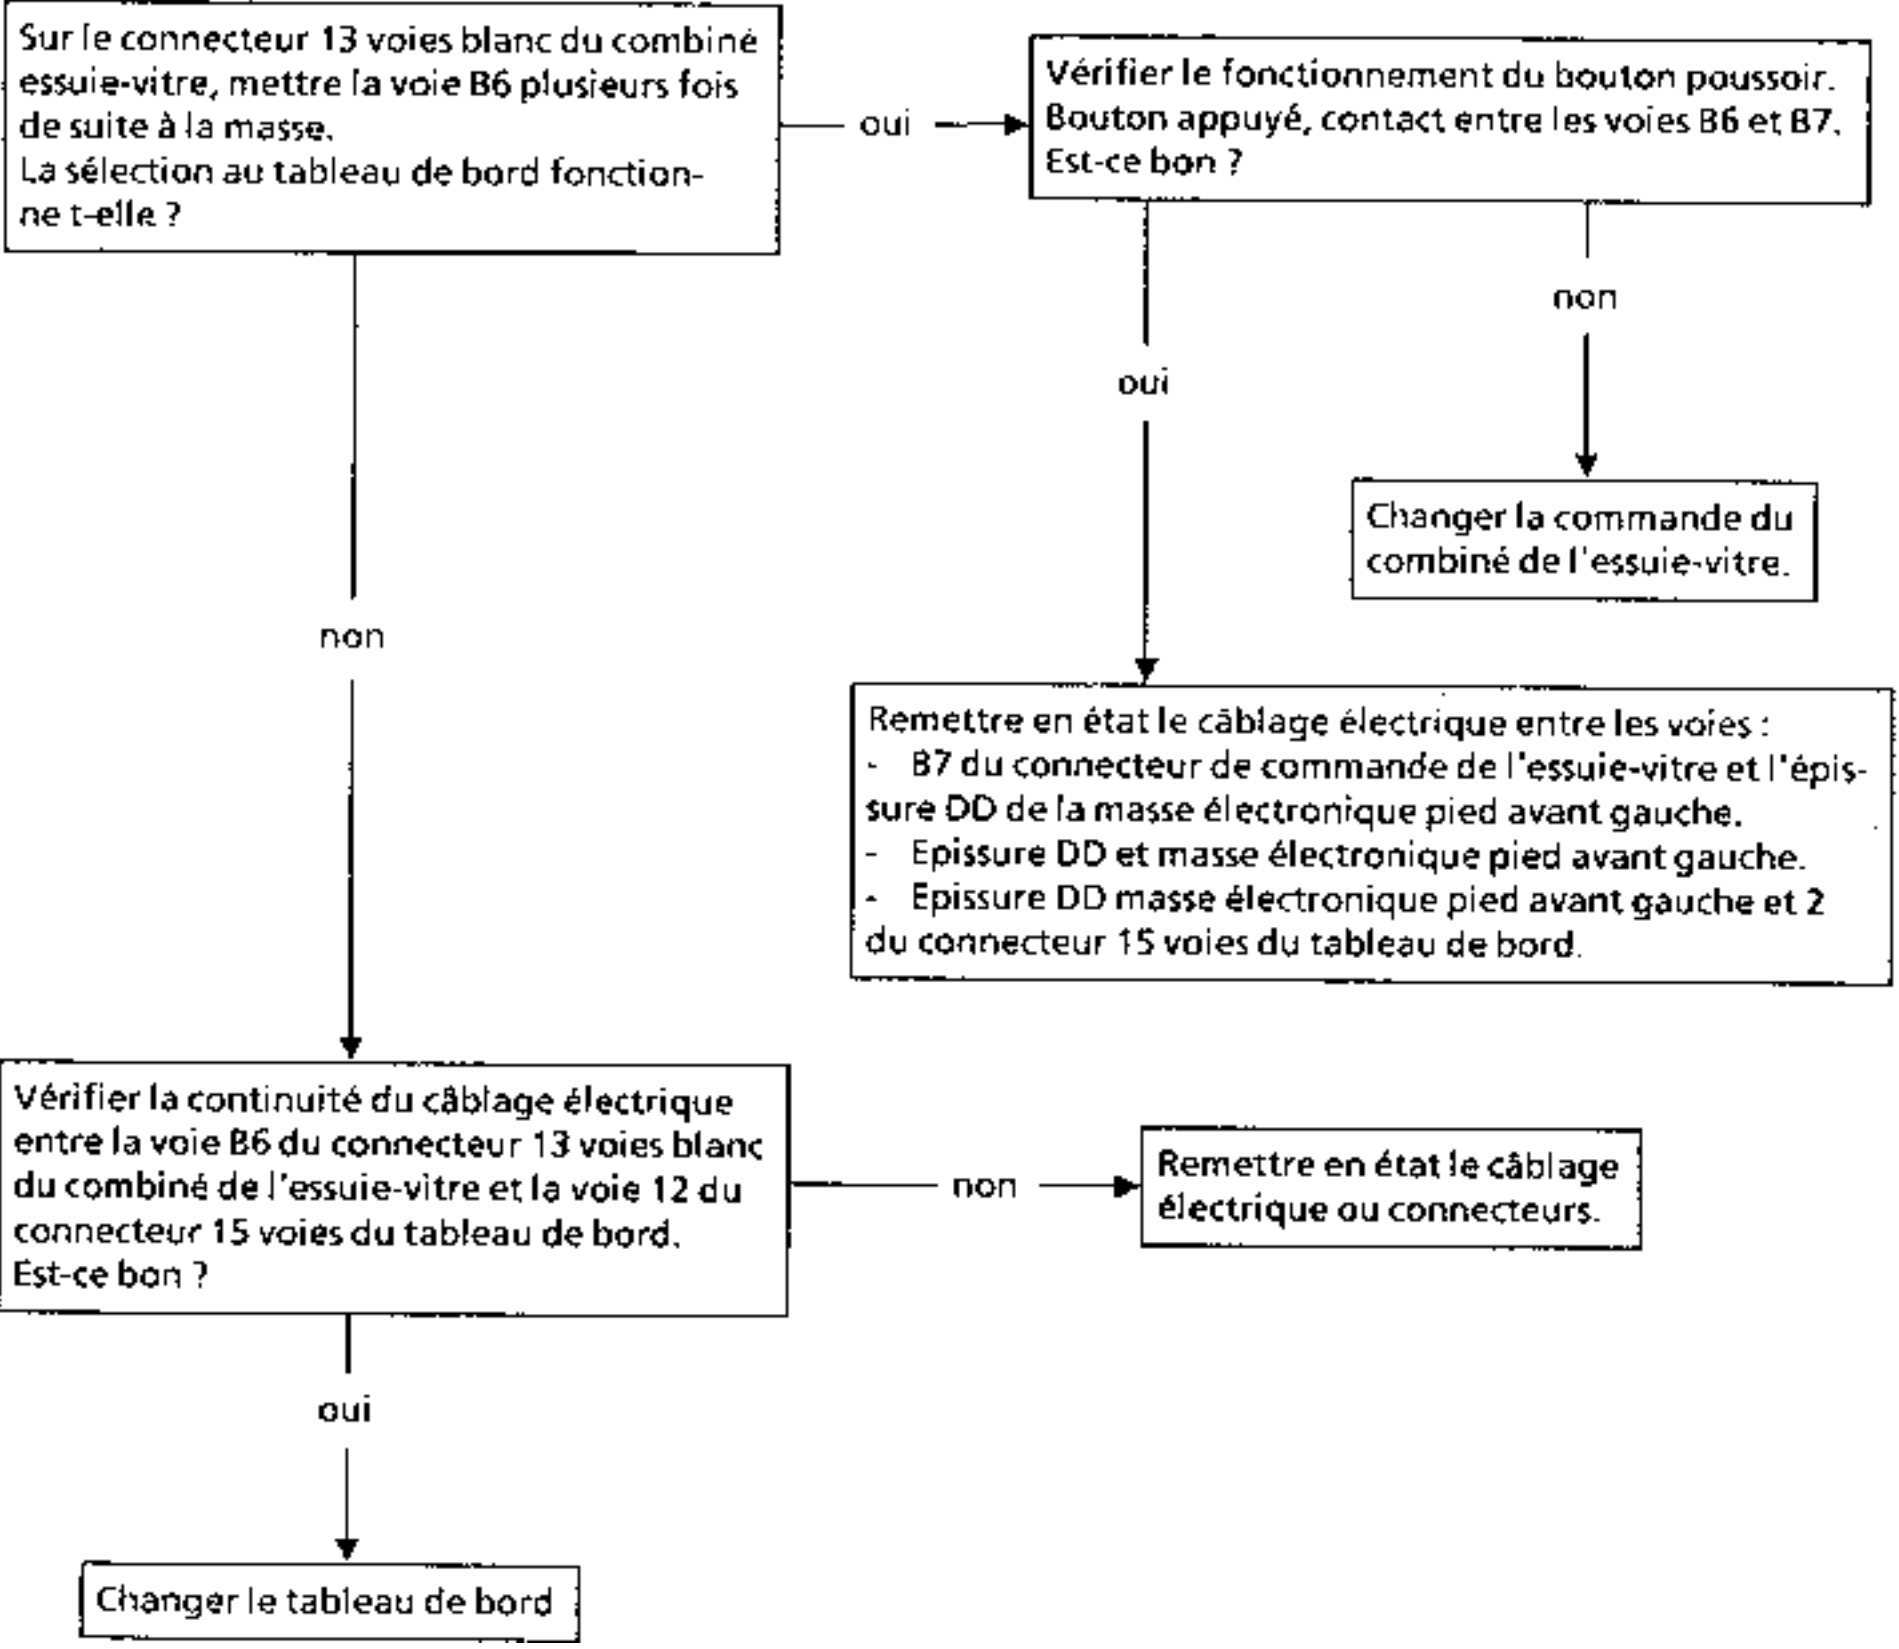 Sur le connecteur 13 voies blanc du combiné
essuie-vitre, mettre la voie B6 plusieurs fois
de suite à la masse.
La sélection au tableau de bord fonction-
ne t-elle ?
oui
Vérifier le fonctionnement du bouton poussoir.
Bouton appuyé, contact entre les voies B6 et B7.
Est-ce bon ?
non
oui
Changer la commande du
combiné de l'essuie-vitre.
non
Remettre en état le câblage électrique entre les voies :
- B7 du connecteur de commande de l'essuie-vitre et l'épis-
sure DD de la masse électronique pied avant gauche.
- Epissure DD et masse électronique pied avant gauche.
- Epissure DD masse électronique pied avant gauche et 2
du connecteur 15 voies du tableau de bord.
Vérifier la continuité du câblage électrique
entre la voie B6 du connecteur 13 voies blanc
du combiné de l'essuie-vitre et la voie 12 du
connecteur 15 voies du tableau de bord.
Est-ce bon ?
non
Remettre en état le câblage
électrique ou connecteurs.
oui
Changer le tableau de bord